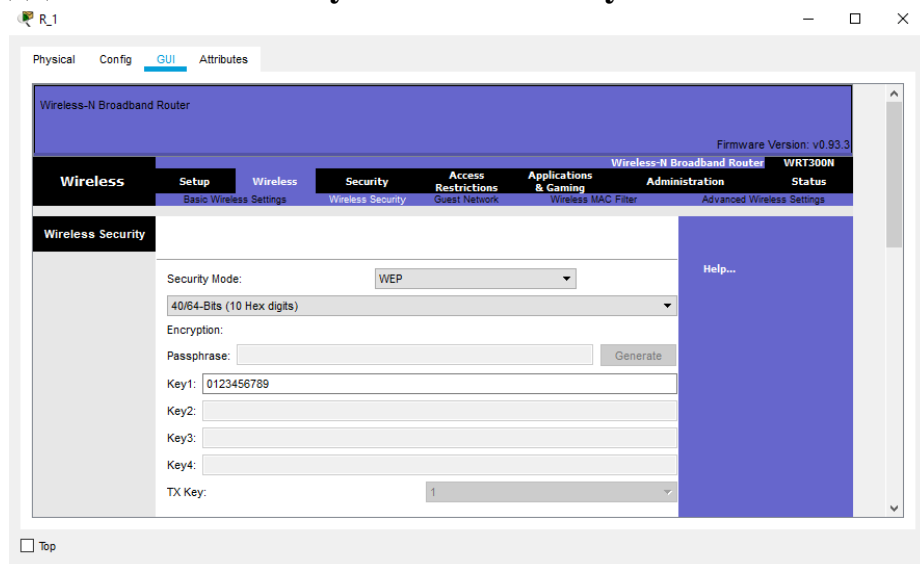 R_1
Physical Config GUI Attributes
Wireless-N Broadband Router
Firmware Version: v0.93.3
Wireless-N Broadband Router WRT300N
Wireless Setup Wireless Security Access Restrictions Applications & Gaming Administration Status
Basic Wireless Settings Wireless Security Guest Network Wireless MAC Filter Advanced Wireless Settings
Wireless Security
Help...
Security Mode: WEP
40/64-Bits (10 Hex digits)
Encryption:
Passphrase: Generate
Key1: 0123456789
Key2:
Key3:
Key4:
TX Key: 1
Top